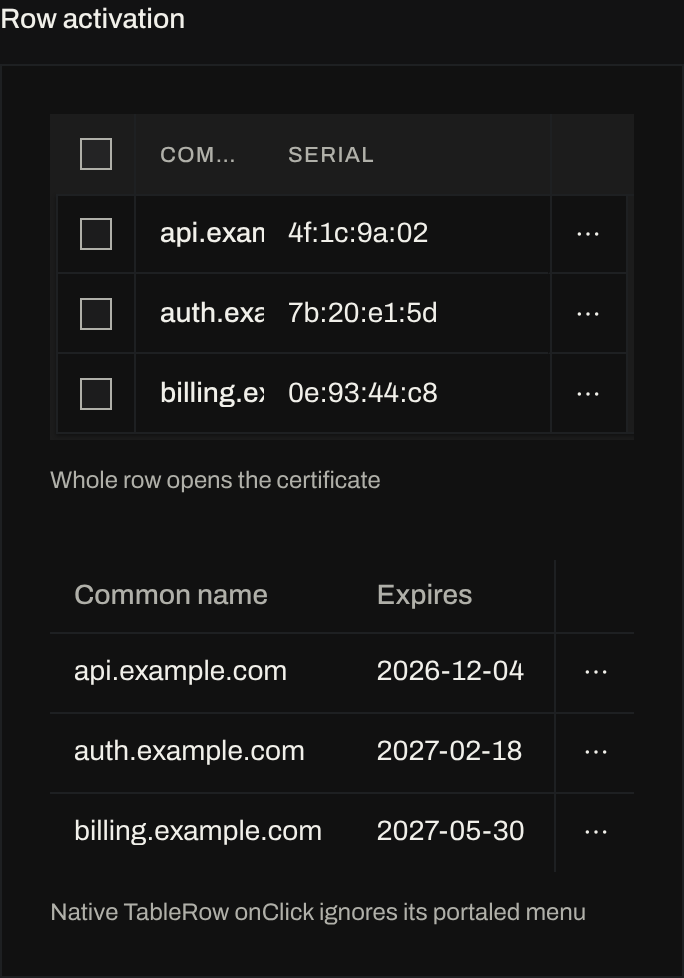 Row activation
COM... SERIAL
api.exan 4f:1c:9a:02 ...
auth.exa 7b:20:e1:5d ...
billing.ex 0e:93:44:c8 ...
Whole row opens the certificate
Common name Expires
api.example.com 2026-12-04 ...
auth.example.com 2027-02-18 ...
billing.example.com 2027-05-30 ...
Native TableRow onClick ignores its portaled menu